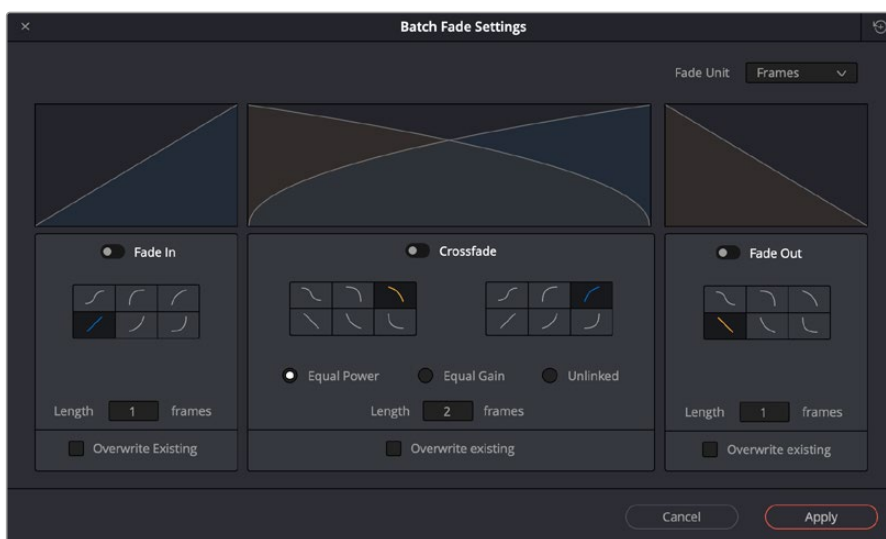 Batch Fade Settings
Fade Unit Frames
Fade In
Crossfade
Fade Out
Equal Power Equal Gain Unlinked
Length 1 frames
Length 2 frames
Length 1 frames
Overwrite Existing
Overwrite existing
Overwrite existing
Cancel
Apply